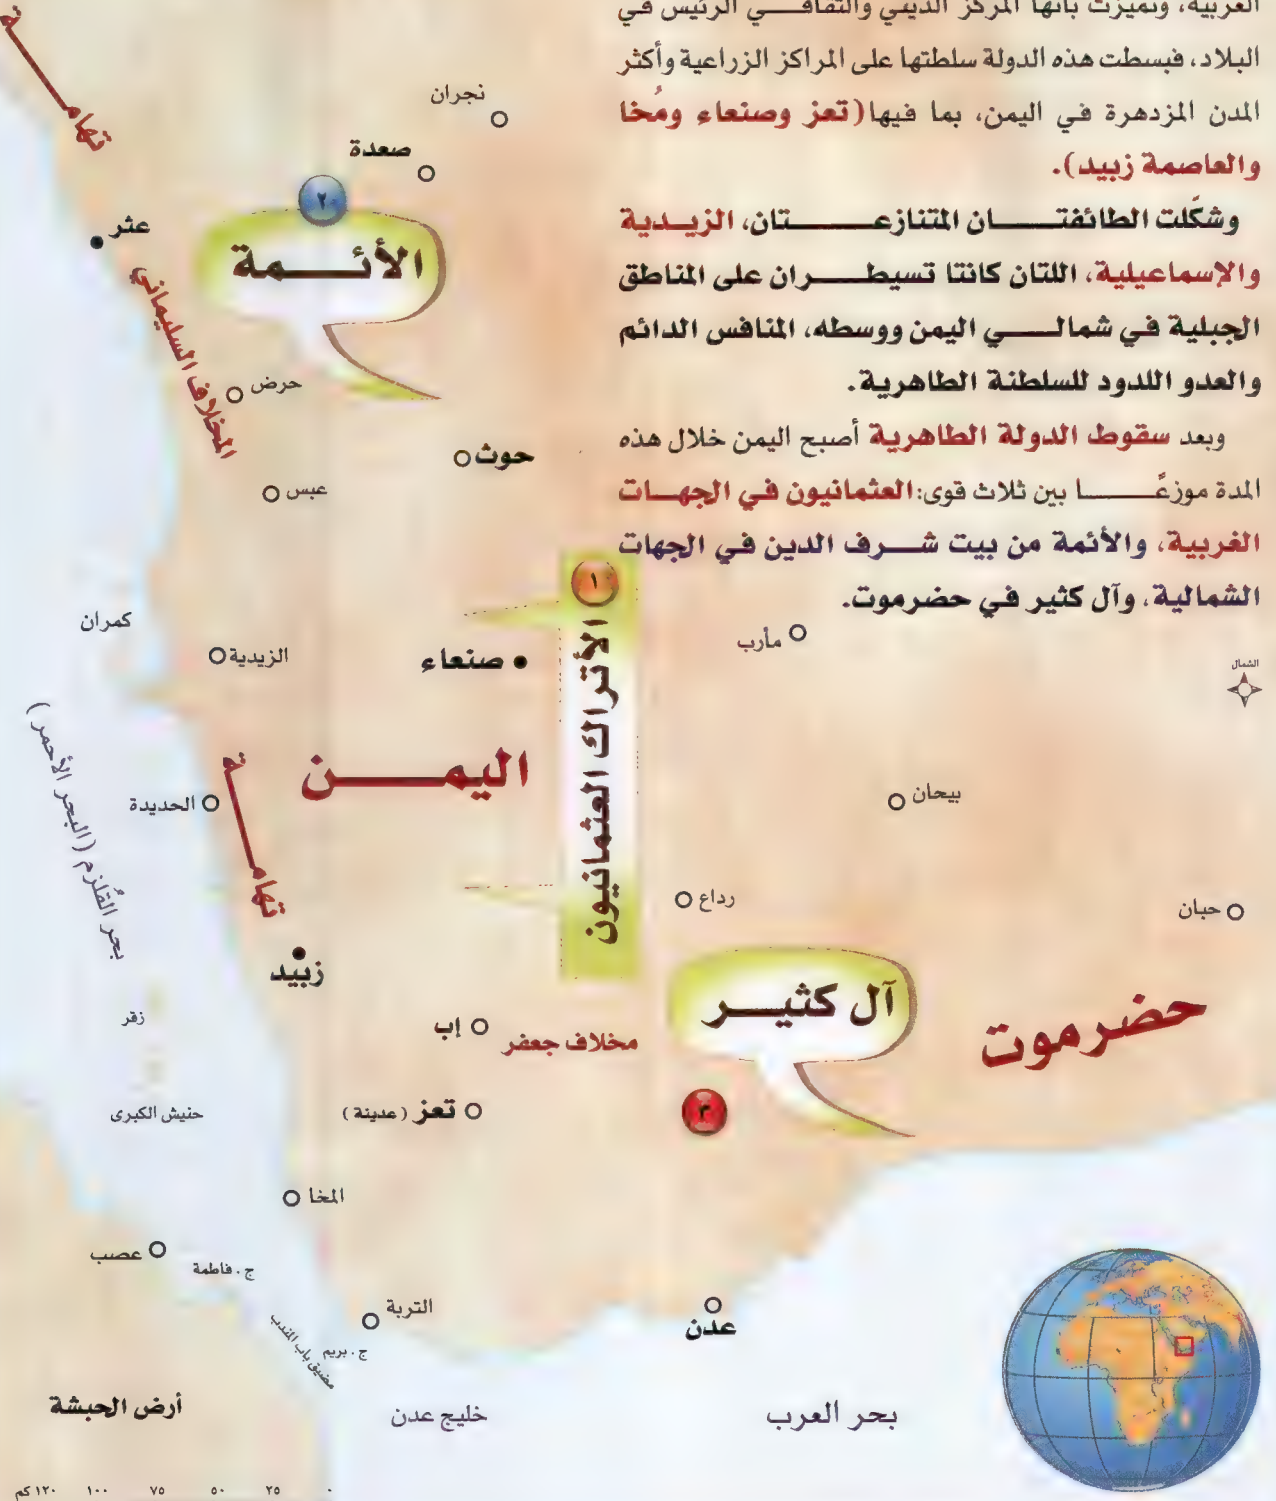 العربية، وتميزت بأنها المركز الديني والثقافي الرئيس في
البلاد، فبسطت هذه الدولة سلطتها على المراكز الزراعية وأكثر
المدن المزدهرة في اليمن، بما فيها (تعز وصنعاء ومُخا
والعاصمة زبيد).
وشكّلت الطائفتان المتنازعتان، الزيدية
والإسماعيلية، اللتان كانتا تسيطران على المناطق
الجبلية في شمالي اليمن ووسطه، المنافس الدائم
والعدو اللدود للسلطنة الطاهرية.
وبعد سقوط الدولة الطاهرية أصبح اليمن خلال هذه
المدة موزعًا بين ثلاث قوى: العثمانيون في الجهات
الغربية، والأئمة من بيت شرف الدين في الجهات
الشمالية، وآل كثير في حضرموت.
تهامة
نجران
صعدة
٢
الأئمة
عثر
المخلاف السليماني
حرض
حوث
عبس
١
الأتراك العثمانيون
كمران
الزيدية
صنعاء
مأرب
الشمال
اليمن
بحر القُلزم (البحر الأحمر)
تهامة
الحديدة
بيحان
رداع
حبان
زبيد
آل كثير
حضرموت
زقر
إب
مخلاف جعفر
حنيش الكبرى
تعز (عدينة)
٣
المخا
عصب
ج. فاطمة
التربة
عدن
مضيق باب المندب
ج. بريم
أرض الحبشة
خليج عدن
بحر العرب
٠ ٢٥ ٥٠ ٧٥ ١٠٠ ١٢٠ كم